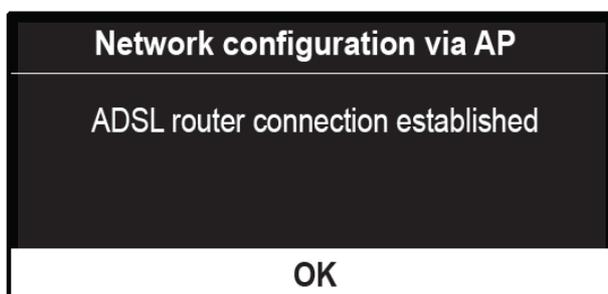 Network configuration via AP
ADSL router connection established
OK